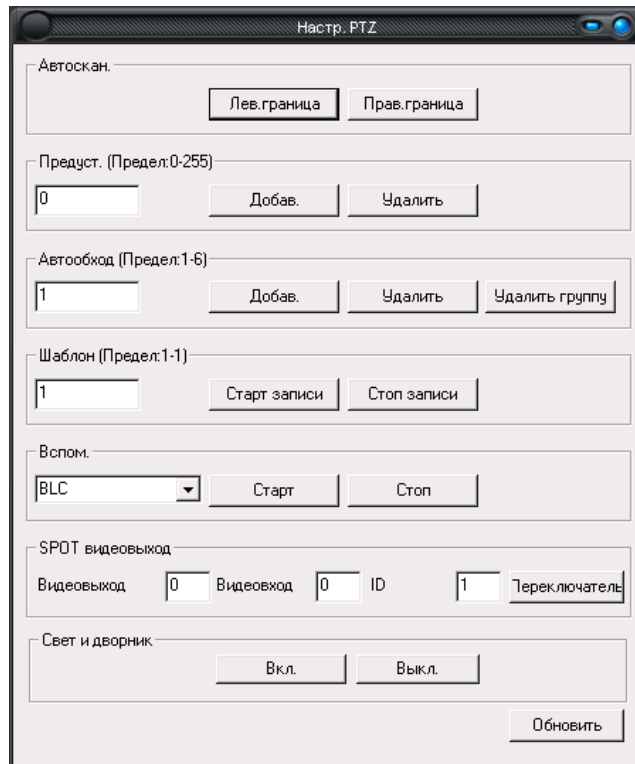 Настр. PTZ
Автоскан.
Лев.граница Прав.граница
Предуст. (Предел:0-255)
0 Добав. Удалить
Автообход (Предел:1-6)
1 Добав. Удалить Удалить группу
Шаблон (Предел:1-1)
1 Старт записи Стоп записи
Вспом.
BLC Старт Стоп
SPOT видеовыход
Видеовыход 0 Видеовход 0 ID 1 Переключатель
Свет и дворник
Вкл. Выкл.
Обновить